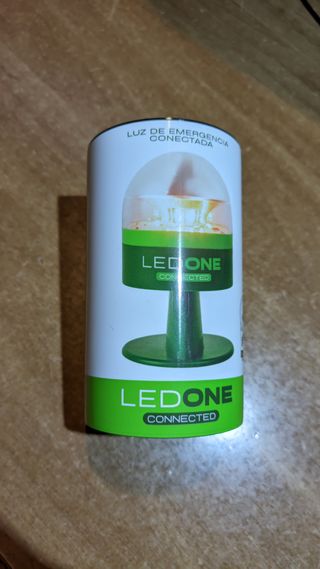 LUZ DE EMERGENCIA
CONECTADA
LEDONE
CONNECTED
LEDONE
CONNECTED